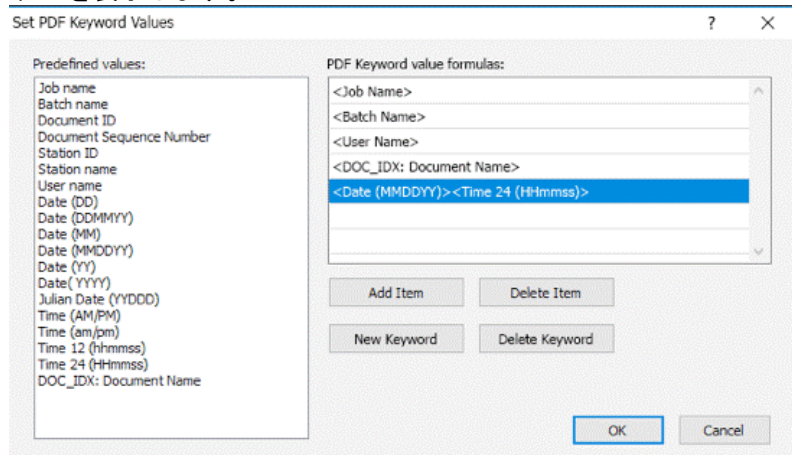 Set PDF Keyword Values
?
Predefined values:
Job name
Batch name
Document ID
Document Sequence Number
Station ID
Station name
User name
Date (DD)
Date (DDMMYY)
Date (MM)
Date (MMDDYY)
Date (YY)
Date( YYYY)
Julian Date (YYDDD)
Time (AM/PM)
Time (am/pm)
Time 12 (hhmmss)
Time 24 (HHmmss)
DOC_IDX: Document Name
PDF Keyword value formulas:
<Job Name>
<Batch Name>
<User Name>
<DOC_IDX: Document Name>
<Date (MMDDYY)><Time 24 (HHmmss)>
Add Item
Delete Item
New Keyword
Delete Keyword
OK
Cancel